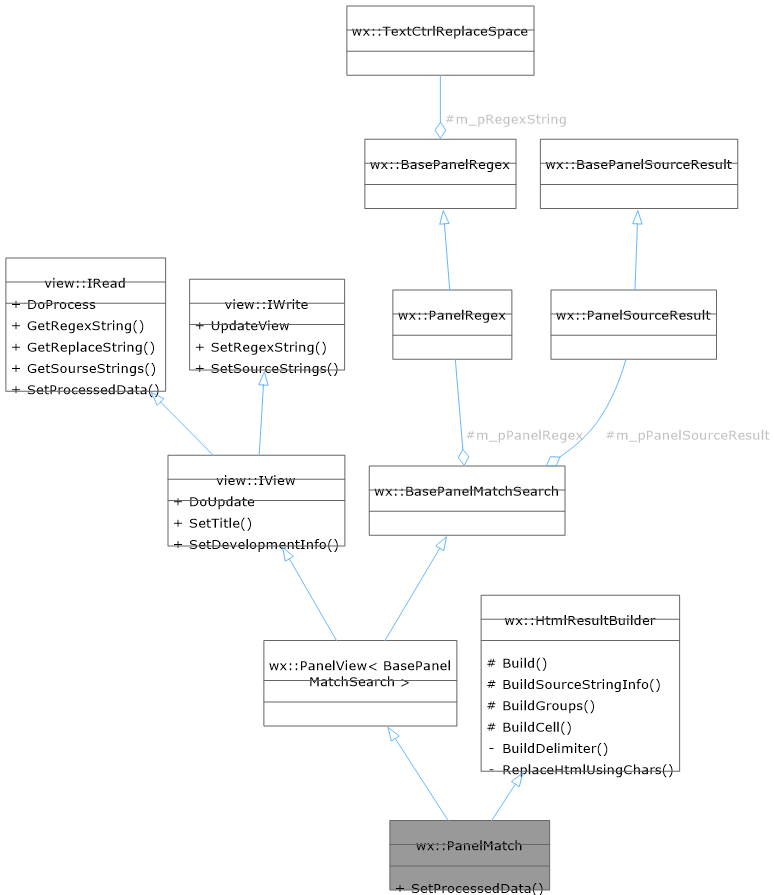 wx::TextCtrlReplaceSpace
#m_pRegexString
wx::BasePanelRegex
wx::BasePanelSourceResult
view::IRead
+ DoProcess
+ GetRegexString()
+ GetReplaceString()
+ GetSourseStrings()
+ SetProcessedData()
view::IWrite
+ UpdateView
+ SetRegexString()
+ SetSourceStrings()
wx::PanelRegex
wx::PanelSourceResult
#m_pPanelRegex
#m_pPanelSourceResult
view::IView
+ DoUpdate
+ SetTitle()
+ SetDevelopmentInfo()
wx::BasePanelMatchSearch
wx::PanelView< BasePanel
MatchSearch >
wx::HtmlResultBuilder
# Build()
# BuildSourceStringInfo()
# BuildGroups()
# BuildCell()
- BuildDelimiter()
- ReplaceHtmlUsingChars()
wx::PanelMatch
+ SetProcessedData()